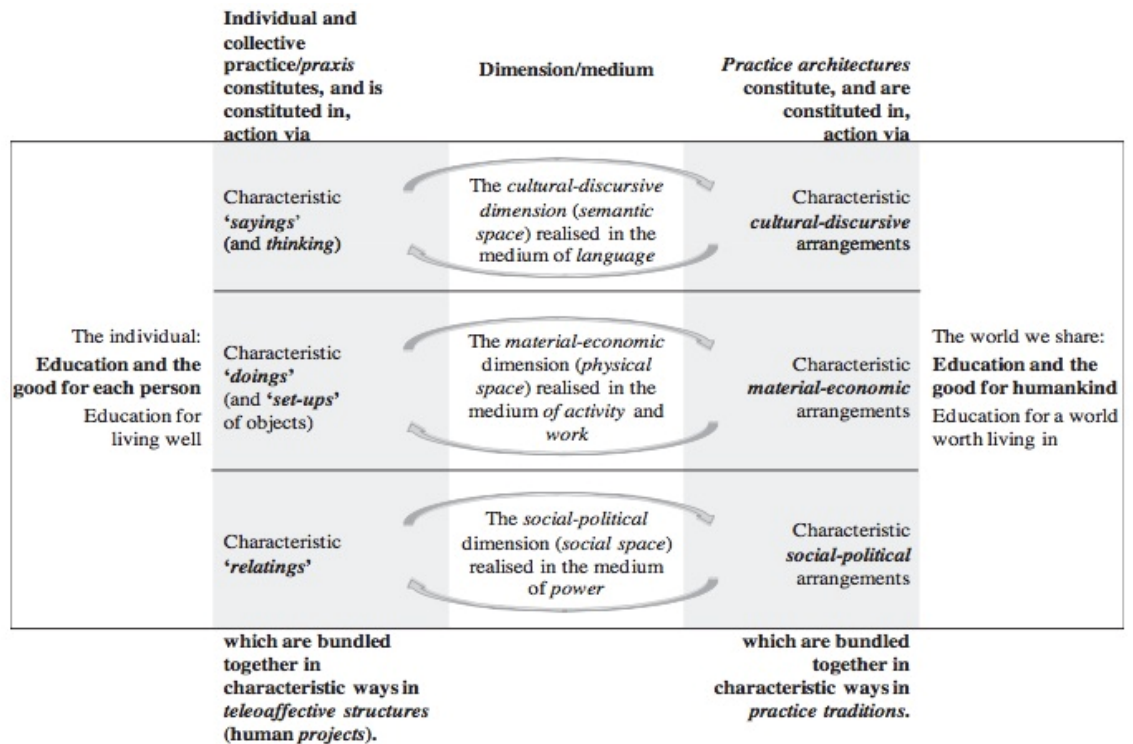 Individual and
collective
practice/praxis
constitutes, and is
constituted in,
action via
Dimension/medium
Practice architectures
constitute, and are
constituted in,
action via
The individual:
Education and the
good for each person
Education for
living well
Characteristic
‘sayings’
(and thinking)
The cultural-discursive
dimension (semantic
space) realised in the
medium of language
Characteristic
cultural-discursive
arrangements
Characteristic
‘doings’
(and ‘set-ups’
of objects)
The material-economic
dimension (physical
space) realised in the
medium of activity and
work
Characteristic
material-economic
arrangements
Characteristic
‘relatings’
The social-political
dimension (social space)
realised in the medium
of power
Characteristic
social-political
arrangements
The world we share:
Education and the
good for humankind
Education for a world
worth living in
which are bundled
together in
characteristic ways in
teleoaffective structures
(human projects).
which are bundled
together in
characteristic ways in
practice traditions.